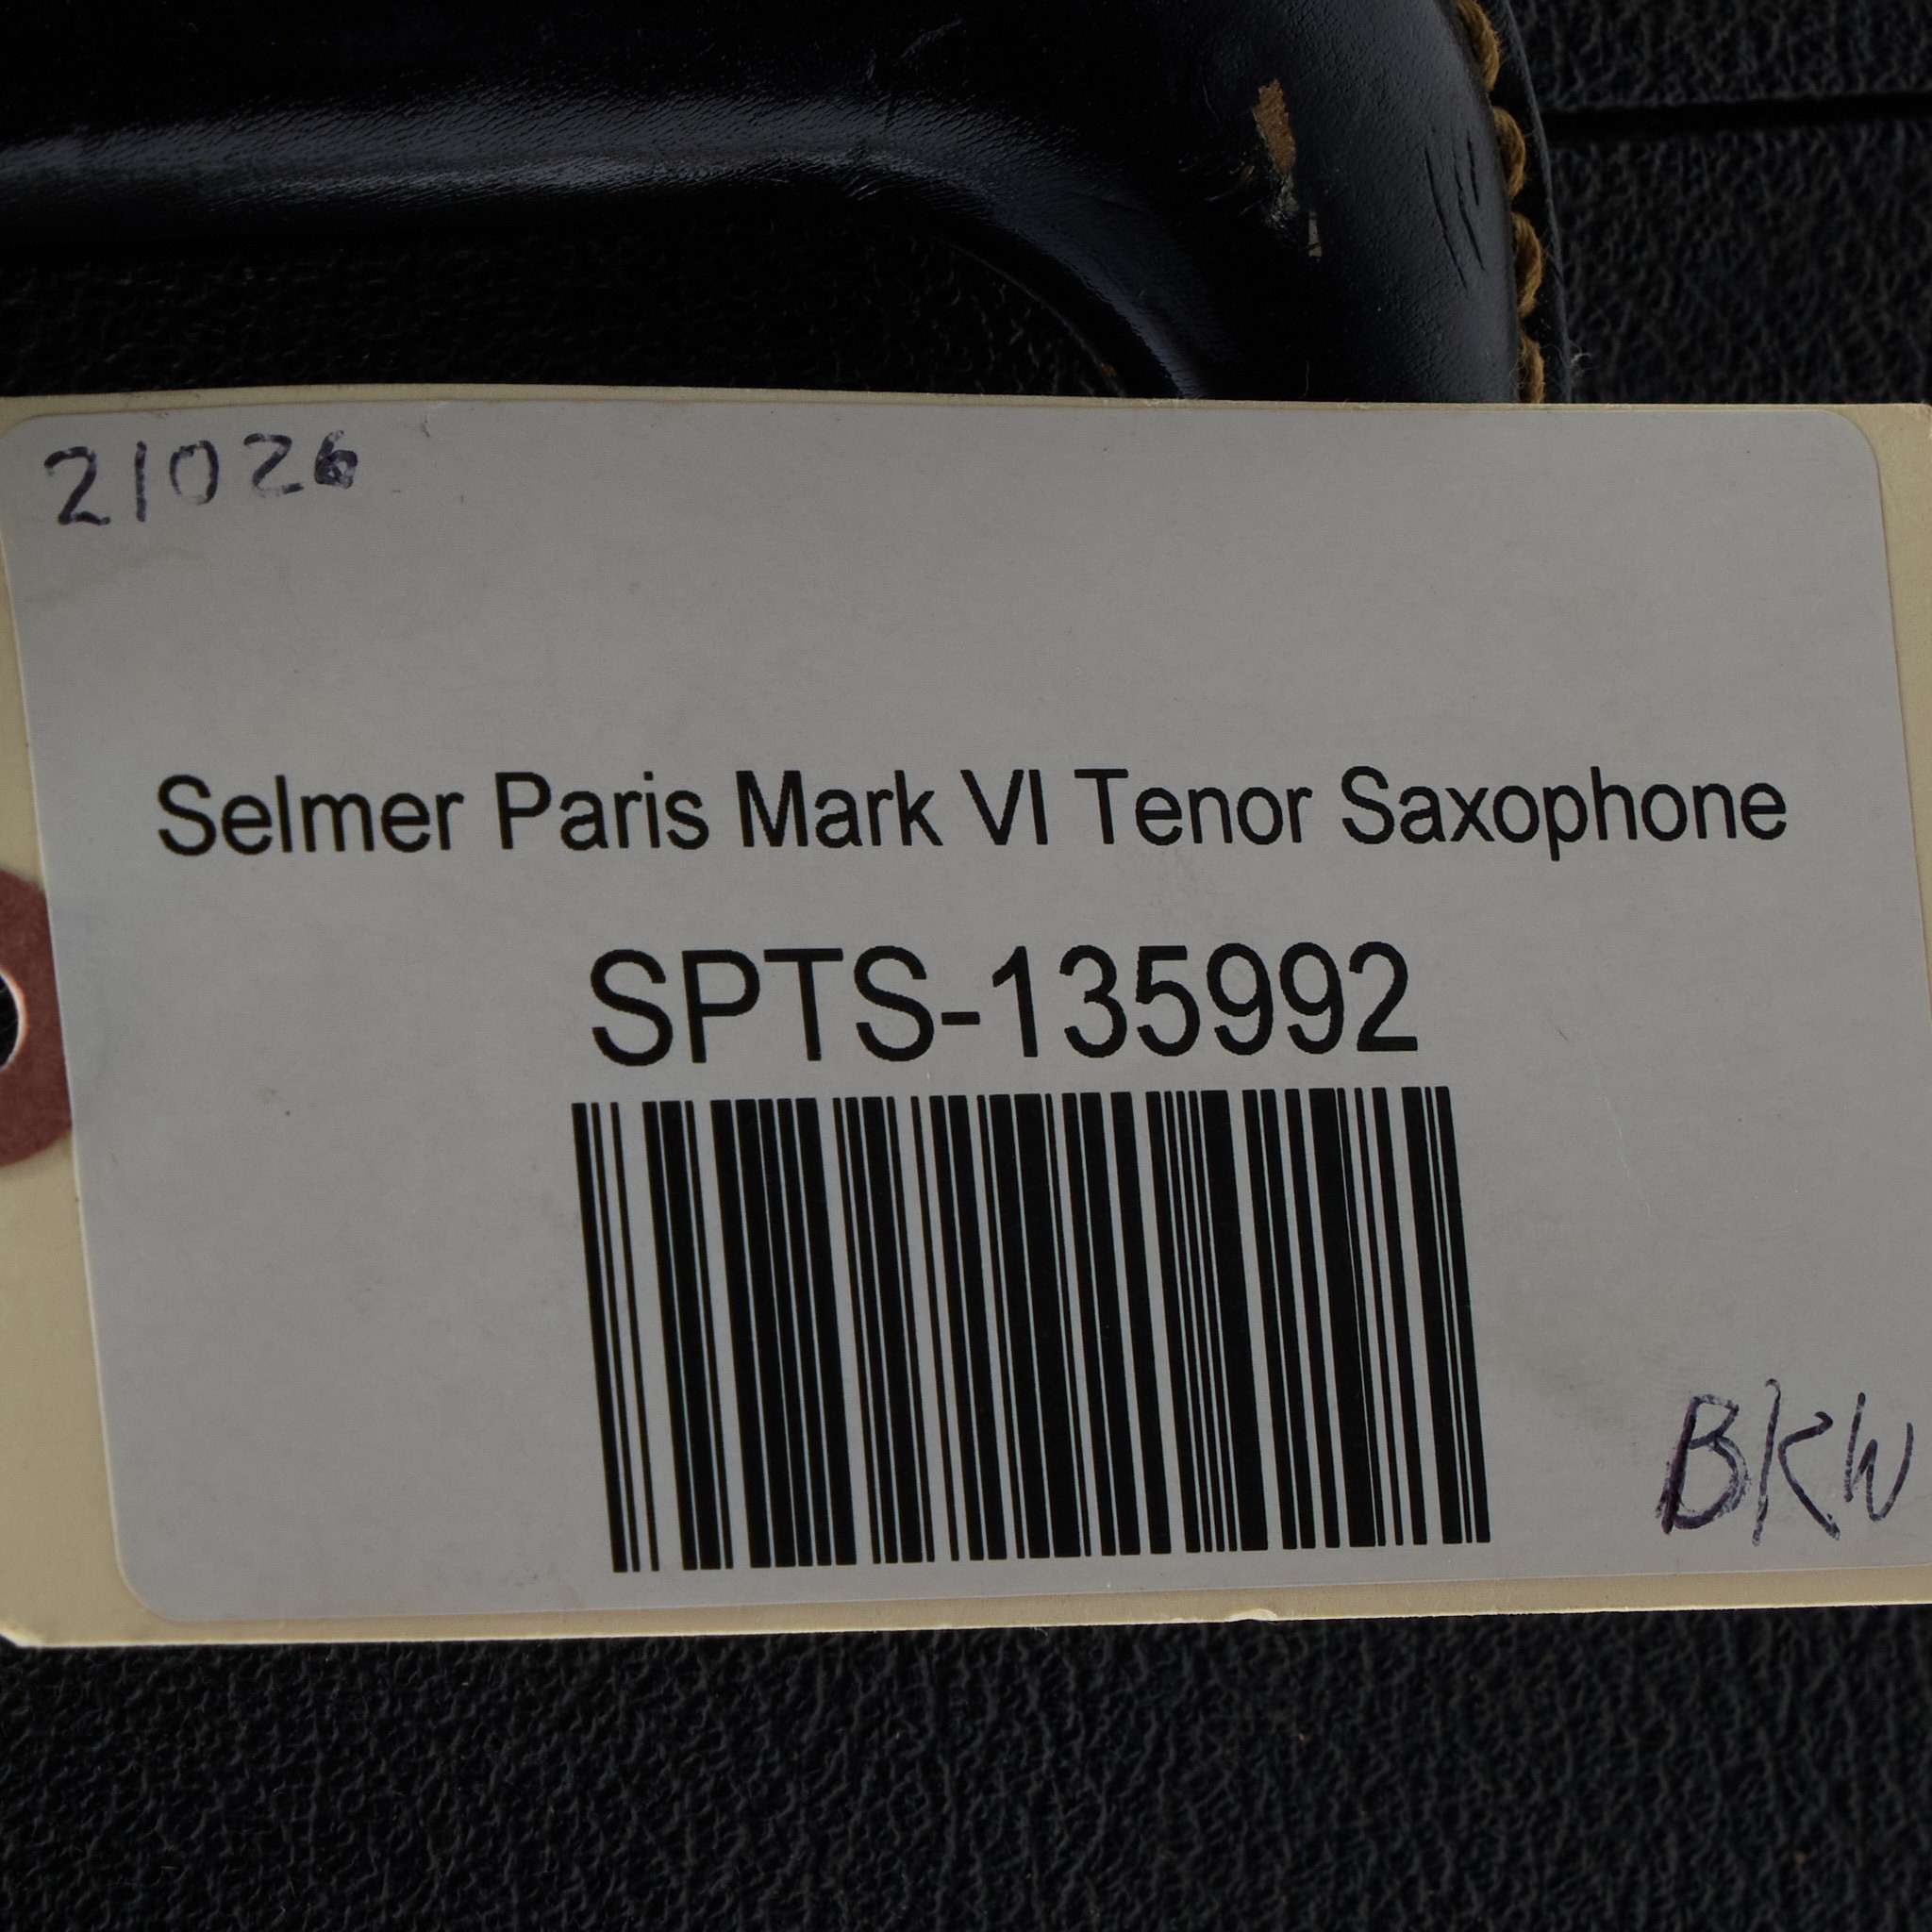 21026
Selmer Paris Mark VI Tenor Saxophone
SPTS-135992
BKW